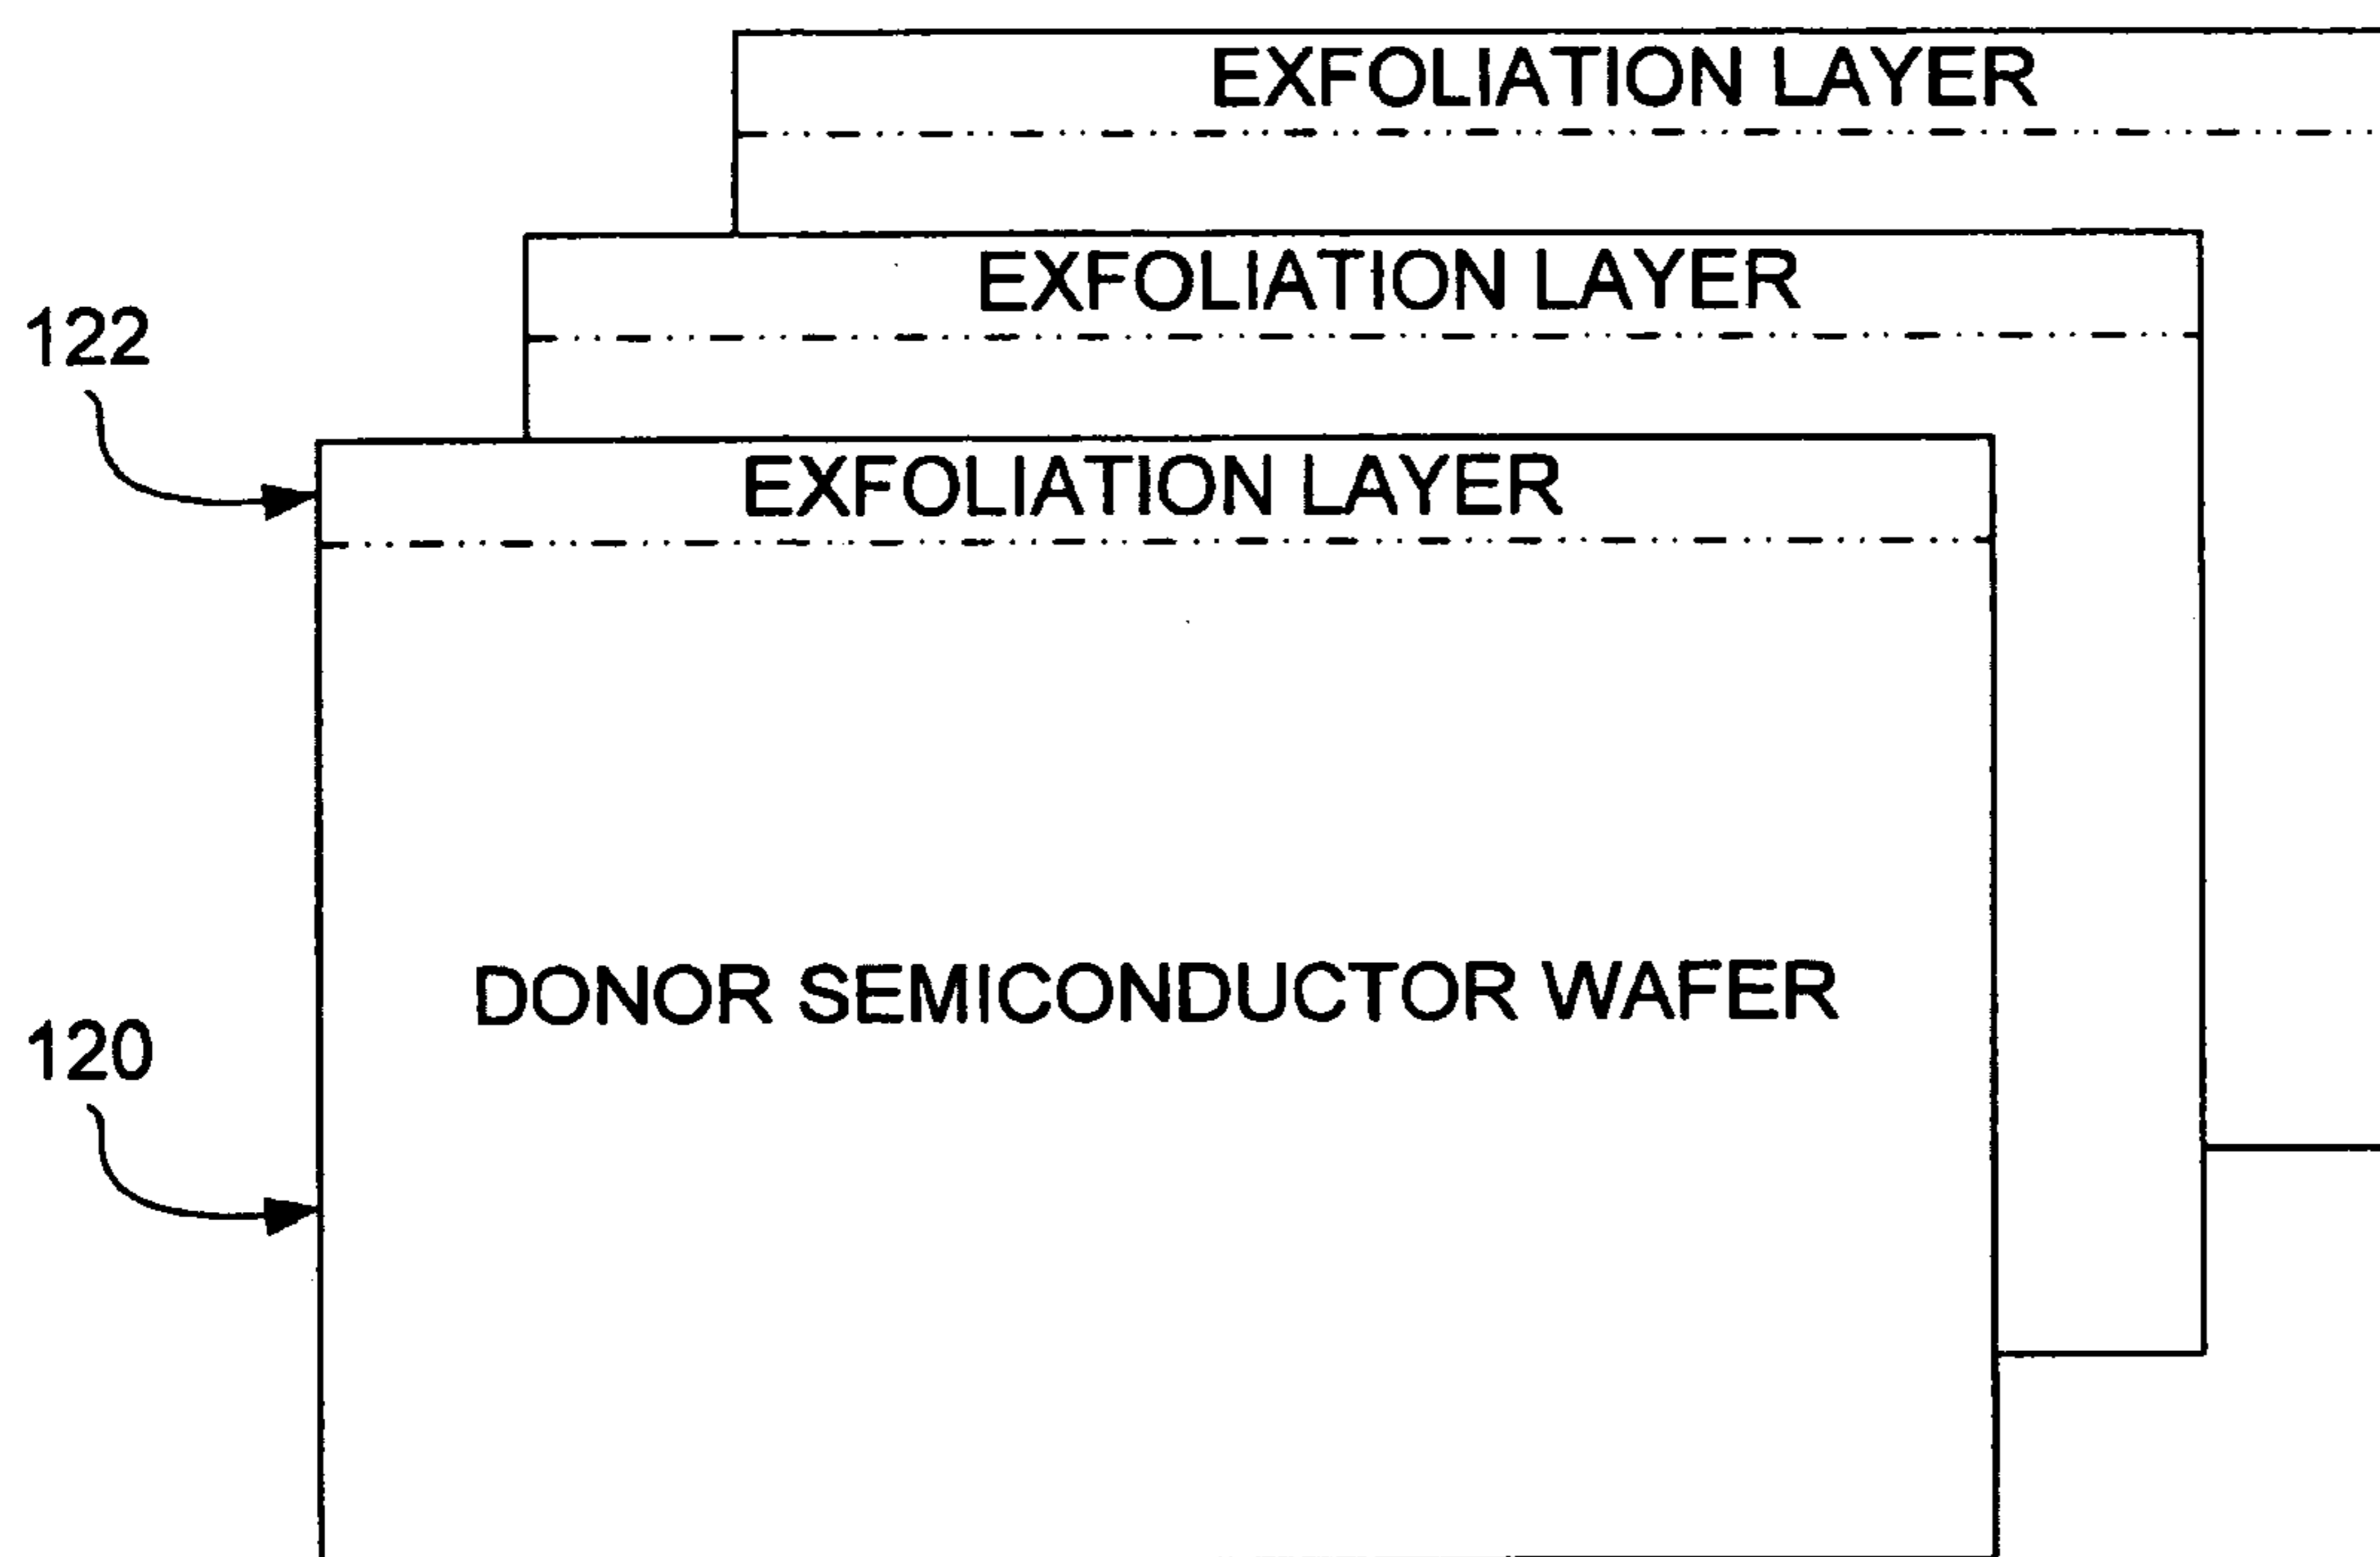 EXFOLIATION LAYER
EXFOLIATION LAYER
122
EXFOLIATION LAYER
DONOR SEMICONDUCTOR WAFER
120